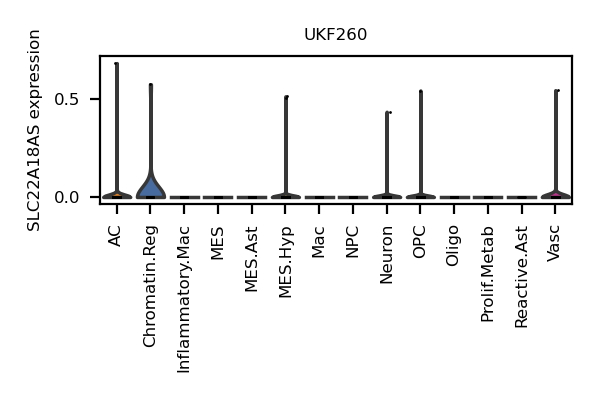 UKF260
SLC22A18AS expression
0.5
0.0
AC
Chromatin.Reg
Inflammatory.Mac
MES
MES.Ast
MES.Hyp
Mac
NPC
Neuron
OPC
Oligo
Prolif.Metab
Reactive.Ast
Vasc